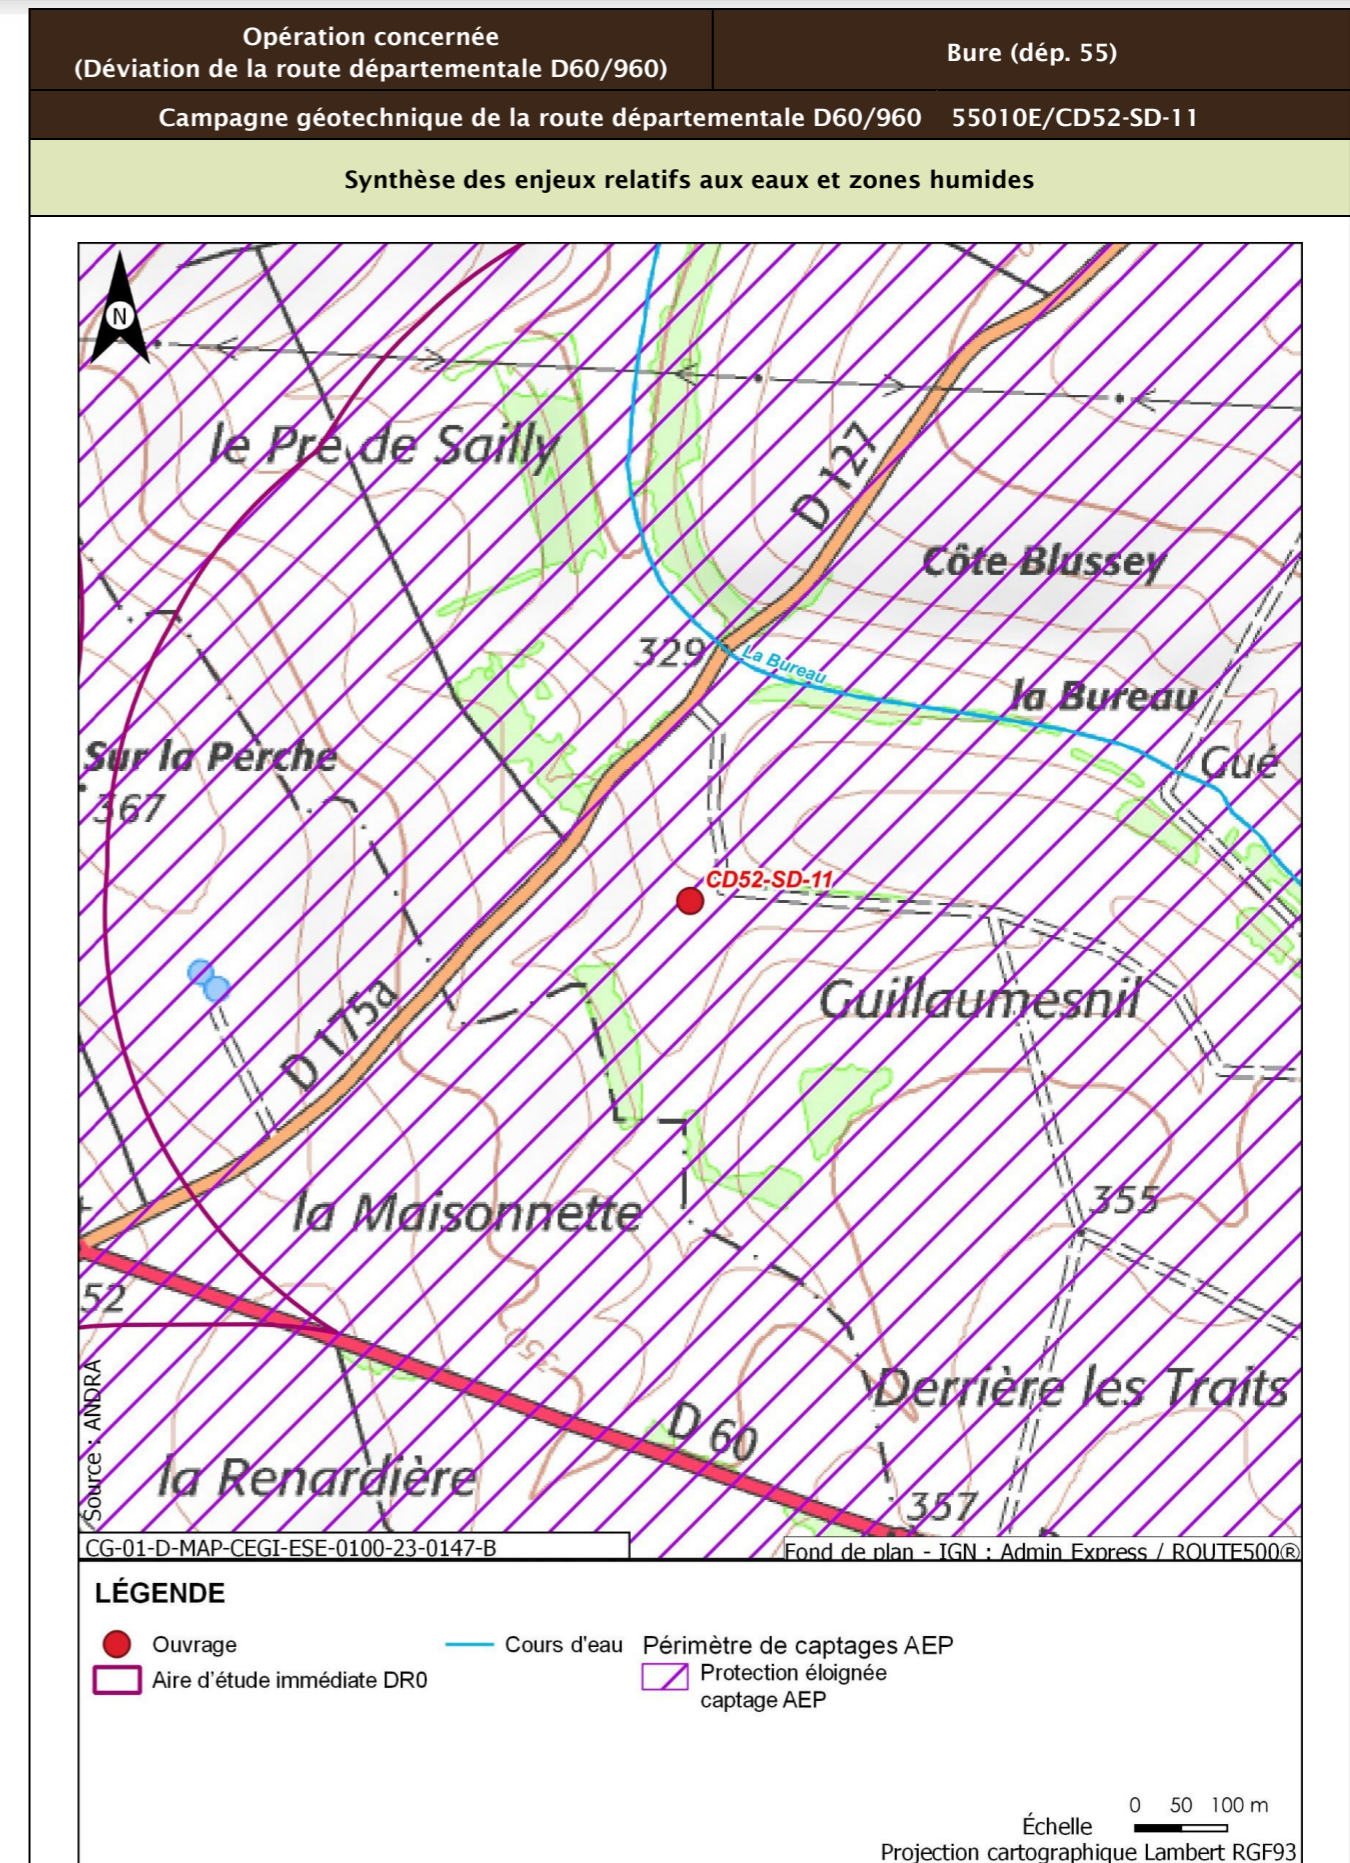 Opération concernée
(Déviation de la route départementale D60/960)
Bure (dép. 55)
Campagne géotechnique de la route départementale D60/960 55010E/CD52-SD-11
Synthèse des enjeux relatifs aux eaux et zones humides
N
le Pré de Sailly
D 127
Côte Blussey
329
La Bureau
la Bureau
Gué
Sur la Perche
367
CD52-SD-11
Guillaumesnil
D 175a
la Maisonnette
355
52
350
Derrière les Traits
D 60
la Renardière
357
Source : ANDRA
CG-01-D-MAP-CEGI-ESE-0100-23-0147-B
Fond de plan - IGN : Admin Express / ROUTE500®
LÉGENDE
Ouvrage
Cours d'eau
Périmètre de captages AEP
Aire d'étude immédiate DR0
Protection éloignée
captage AEP
0 50 100 m
Échelle
Projection cartographique Lambert RGF93